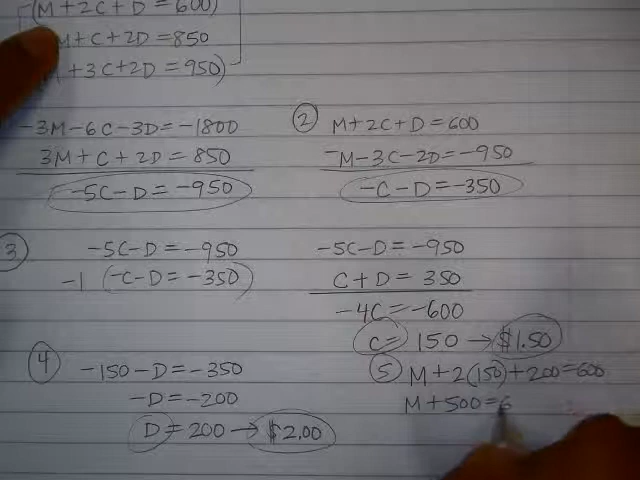 (M + 2C + D = 600)
M + C + 2D = 850
M + 3C + 2D = 950)
-3M - 6C - 3D = -1800
3M + C + 2D = 850
-5C - D = -950
2
M + 2C + D = 600
-M - 3C - 2D = -950
-C - D = -350
3
-5C - D = -950
-1 (-C - D = -350)
-5C - D = -950
C + D = 350
-4C = -600
C = 150 → $1.50
4
-150 - D = -350
-D = -200
D = 200 → $2.00
5
M + 2(150) + 200 = 600
M + 500 = 6